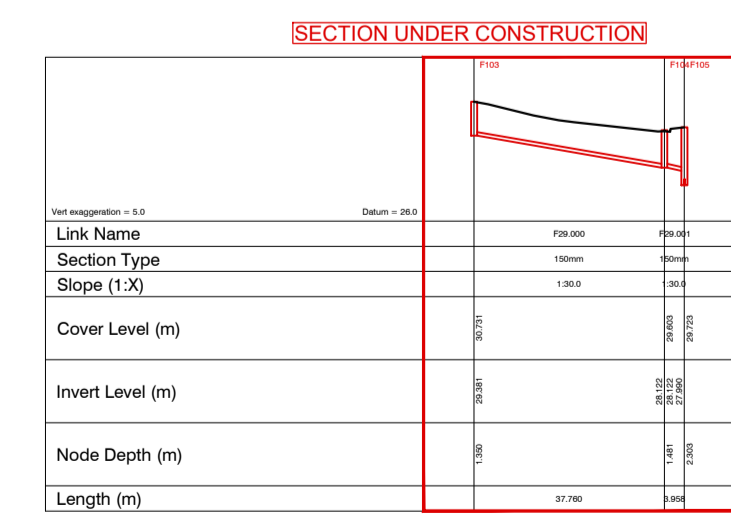 SECTION UNDER CONSTRUCTION
F103 F104 F105
Vert exaggeration = 5.0 Datum = 26.0
Link Name F29.000 F29.001
Section Type 150mm 150mm
Slope (1:X) 1:30.0 1:30.0
Cover Level (m) 30.731 29.603 29.723
Invert Level (m) 29.381 28.122 28.122 27.990
Node Depth (m) 1.350 1.481 2.303
Length (m) 37.760 3.958